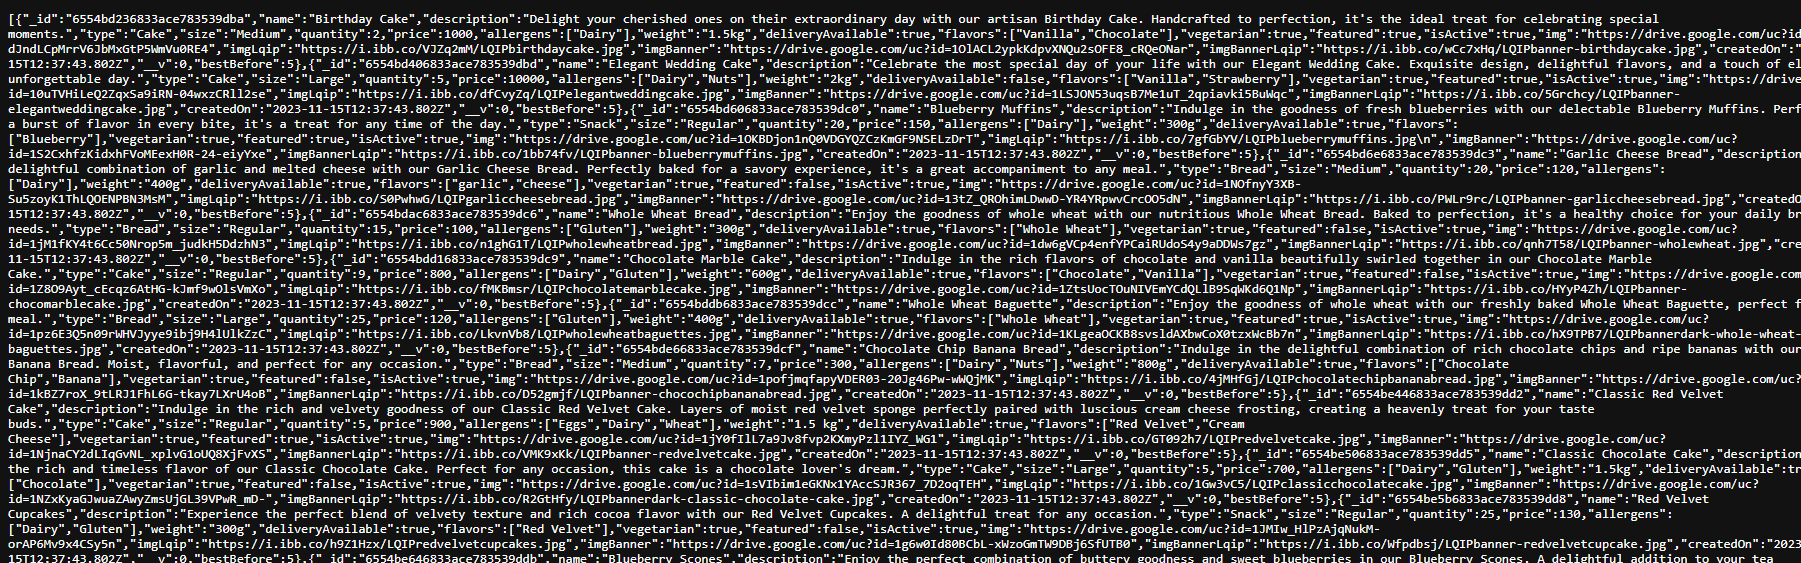 [{"_id":"6554bd236833ace783539dba","name":"Birthday Cake","description":"Delight your cherished ones on their extraordinary day with our artisan Birthday Cake. Handcrafted to perfection, it's the ideal treat for celebrating special
moments.","type":"Cake","size":"Medium","quantity":2,"price":1000,"allergens":["Dairy"],"weight":"1.5kg","deliveryAvailable":true,"flavors":["Vanilla","Chocolate"],"vegetarian":true,"featured":true,"isActive":true,"img":"https://drive.google.com/uc?id=
dJndLCpMrrV6JbMxGtP5WmVu0RE4","imgLqip":"https://i.ibb.co/VJZq2mM/LQIPbirthdaycake.jpg","imgBanner":"https://drive.google.com/uc?id=1OlACL2ypkKdpvXNQu2sOFE8_cRQeONar","imgBannerLqip":"https://i.ibb.co/wCc7xHq/LQIPbanner-birthdaycake.jpg","createdOn":"
15T12:37:43.802Z","__v":0,"bestBefore":5},{"_id":"6554bd406833ace783539dbd","name":"Elegant Wedding Cake","description":"Celebrate the most special day of your life with our Elegant Wedding Cake. Exquisite design, delightful flavors, and a touch of el
unforgettable day.","type":"Cake","size":"Large","quantity":5,"price":10000,"allergens":["Dairy","Nuts"],"weight":"2kg","deliveryAvailable":false,"flavors":["Vanilla","Strawberry"],"vegetarian":true,"featured":true,"isActive":true,"img":"https://drive
id=10uTVHiLeQ2ZqxSa9iRN-04wxzCRll2se","imgLqip":"https://i.ibb.co/dfCvyZq/LQIPelegantweddingcake.jpg","imgBanner":"https://drive.google.com/uc?id=1LSJON53uqsB7Me1uT_2qpiavki5BuWqc","imgBannerLqip":"https://i.ibb.co/5Grchcy/LQIPbanner-
elegantweddingcake.jpg","createdOn":"2023-11-15T12:37:43.802Z","__v":0,"bestBefore":5},{"_id":"6554bd606833ace783539dc0","name":"Blueberry Muffins","description":"Indulge in the goodness of fresh blueberries with our delectable Blueberry Muffins. Perf
a burst of flavor in every bite, it's a treat for any time of the day.","type":"Snack","size":"Regular","quantity":20,"price":150,"allergens":["Dairy"],"weight":"300g","deliveryAvailable":true,"flavors":
["Blueberry"],"vegetarian":true,"featured":true,"isActive":true,"img":"https://drive.google.com/uc?id=1OKBDjon1nQ0VDGYQZCzKmGF9NSELzDrT","imgLqip":"https://i.ibb.co/7gfGbYV/LQIPblueberrymuffins.jpg\n","imgBanner":"https://drive.google.com/uc?
id=1S2CxhfzKidxhFVoMEexH0R-24-eiyYxe","imgBannerLqip":"https://i.ibb.co/1bb74fv/LQIPbanner-blueberrymuffins.jpg","createdOn":"2023-11-15T12:37:43.802Z","__v":0,"bestBefore":5},{"_id":"6554bd6e6833ace783539dc3","name":"Garlic Cheese Bread","description
delightful combination of garlic and melted cheese with our Garlic Cheese Bread. Perfectly baked for a savory experience, it's a great accompaniment to any meal.","type":"Bread","size":"Medium","quantity":20,"price":120,"allergens":
["Dairy"],"weight":"400g","deliveryAvailable":true,"flavors":["garlic","cheese"],"vegetarian":true,"featured":false,"isActive":true,"img":"https://drive.google.com/uc?id=1NOfnyY3XB-
Su5zoyK1ThLQOENPBN3MsM","imgLqip":"https://i.ibb.co/S0PwhwG/LQIPgarliccheesebread.jpg","imgBanner":"https://drive.google.com/uc?id=13tZ_QROhimLDwwD-YR4YRpwvCrcOO5dN","imgBannerLqip":"https://i.ibb.co/PWLr9rc/LQIPbanner-garliccheesebread.jpg","createdO
15T12:37:43.802Z","__v":0,"bestBefore":5},{"_id":"6554bdac6833ace783539dc6","name":"Whole Wheat Bread","description":"Enjoy the goodness of whole wheat with our nutritious Whole Wheat Bread. Baked to perfection, it's a healthy choice for your daily br
needs.","type":"Bread","size":"Regular","quantity":15,"price":100,"allergens":["Gluten"],"weight":"300g","deliveryAvailable":true,"flavors":["Whole Wheat"],"vegetarian":true,"featured":false,"isActive":true,"img":"https://drive.google.com/uc?
id=1jM1fKY4t6Cc50Nrop5m_judkH5DdzhN3","imgLqip":"https://i.ibb.co/n1ghG1T/LQIPwholewheatbread.jpg","imgBanner":"https://drive.google.com/uc?id=1dw6gVCp4enfYPCaiRUdoS4y9aDDWs7gz","imgBannerLqip":"https://i.ibb.co/qnh7T58/LQIPbanner-wholewheat.jpg","cre
11-15T12:37:43.802Z","__v":0,"bestBefore":5},{"_id":"6554bdd16833ace783539dc9","name":"Chocolate Marble Cake","description":"Indulge in the rich flavors of chocolate and vanilla beautifully swirled together in our Chocolate Marble
Cake.","type":"Cake","size":"Regular","quantity":9,"price":800,"allergens":["Dairy","Gluten"],"weight":"600g","deliveryAvailable":true,"flavors":["Chocolate","Vanilla"],"vegetarian":true,"featured":false,"isActive":true,"img":"https://drive.google.com
id=1Z8O9Ayt_cEcqz6AtHG-kJmf9wOlsVmXo","imgLqip":"https://i.ibb.co/fMKBmsr/LQIPchocolatemarblecake.jpg","imgBanner":"https://drive.google.com/uc?id=1ZtsUocTOuNIVEmYCdQLlB9SqWKd6Q1Np","imgBannerLqip":"https://i.ibb.co/HYyP4Zh/LQIPbanner-
chocomarblecake.jpg","createdOn":"2023-11-15T12:37:43.802Z","__v":0,"bestBefore":5},{"_id":"6554bddb6833ace783539dcc","name":"Whole Wheat Baguette","description":"Enjoy the goodness of whole wheat with our freshly baked Whole Wheat Baguette, perfect f
meal.","type":"Bread","size":"Large","quantity":25,"price":120,"allergens":["Gluten"],"weight":"400g","deliveryAvailable":true,"flavors":["Whole Wheat"],"vegetarian":true,"featured":true,"isActive":true,"img":"https://drive.google.com/uc?
id=1pz6E3Q5n09rWHVJyye9ibj9H4lUlkZzC","imgLqip":"https://i.ibb.co/LkvnVb8/LQIPwholewheatbaguettes.jpg","imgBanner":"https://drive.google.com/uc?id=1KLgeaOCKB8svsldAXbwCoX0tzxWcBb7n","imgBannerLqip":"https://i.ibb.co/hX9TPB7/LQIPbannerdark-whole-wheat-
baguettes.jpg","createdOn":"2023-11-15T12:37:43.802Z","__v":0,"bestBefore":5},{"_id":"6554bde66833ace783539dcf","name":"Chocolate Chip Banana Bread","description":"Indulge in the delightful combination of rich chocolate chips and ripe bananas with our
Banana Bread. Moist, flavorful, and perfect for any occasion.","type":"Bread","size":"Medium","quantity":7,"price":300,"allergens":["Dairy","Nuts"],"weight":"800g","deliveryAvailable":true,"flavors":["Chocolate
Chip","Banana"],"vegetarian":true,"featured":false,"isActive":true,"img":"https://drive.google.com/uc?id=1pofjmqfapyVDER03-20Jg46Pw-wWQjMK","imgLqip":"https://i.ibb.co/4jMHfGj/LQIPchocolatechipbananabread.jpg","imgBanner":"https://drive.google.com/uc?
id=1kBZ7roX_9tLRJ1FhL6G-tkay7LXrU4oB","imgBannerLqip":"https://i.ibb.co/D52gmjf/LQIPbanner-chocochipbananabread.jpg","createdOn":"2023-11-15T12:37:43.802Z","__v":0,"bestBefore":5},{"_id":"6554be446833ace783539dd2","name":"Classic Red Velvet
Cake","description":"Indulge in the rich and velvety goodness of our Classic Red Velvet Cake. Layers of moist red velvet sponge perfectly paired with luscious cream cheese frosting, creating a heavenly treat for your taste
buds.","type":"Cake","size":"Regular","quantity":5,"price":900,"allergens":["Eggs","Dairy","Wheat"],"weight":"1.5 kg","deliveryAvailable":true,"flavors":["Red Velvet","Cream
Cheese"],"vegetarian":true,"featured":true,"isActive":true,"img":"https://drive.google.com/uc?id=1jY0fIlL7a9Jv8fvp2KXmyPzl1IYZ_WG1","imgLqip":"https://i.ibb.co/GT092h7/LQIPredvelvetcake.jpg","imgBanner":"https://drive.google.com/uc?
id=1NjnaCY2dLIqGvNL_xplvG1oUQ8XjFvXS","imgBannerLqip":"https://i.ibb.co/VMK9xKk/LQIPbanner-redvelvetcake.jpg","createdOn":"2023-11-15T12:37:43.802Z","__v":0,"bestBefore":5},{"_id":"6554be506833ace783539dd5","name":"Classic Chocolate Cake","description
the rich and timeless flavor of our Classic Chocolate Cake. Perfect for any occasion, this cake is a chocolate lover's dream.","type":"Cake","size":"Large","quantity":5,"price":700,"allergens":["Dairy","Gluten"],"weight":"1.5kg","deliveryAvailable":tr
["Chocolate"],"vegetarian":true,"featured":true,"isActive":true,"img":"https://drive.google.com/uc?id=1sVIbim1eGKNx1YAccSJR367_7D2oqTEH","imgLqip":"https://i.ibb.co/1Gw3vC5/LQIPclassicchocolatecake.jpg","imgBanner":"https://drive.google.com/uc?
id=1NZxKyaGJwuaZAwyZmsUjGL39VPwR_mD-","imgBannerLqip":"https://i.ibb.co/R2GtHfy/LQIPbannerdark-classic-chocolate-cake.jpg","createdOn":"2023-11-15T12:37:43.802Z","__v":0,"bestBefore":5},{"_id":"6554be5b6833ace783539dd8","name":"Red Velvet
Cupcakes","description":"Experience the perfect blend of velvety texture and rich cocoa flavor with our Red Velvet Cupcakes. A delightful treat for any occasion.","type":"Snack","size":"Regular","quantity":25,"price":130,"allergens":
["Dairy","Gluten"],"weight":"300g","deliveryAvailable":true,"flavors":["Red Velvet"],"vegetarian":true,"featured":false,"isActive":true,"img":"https://drive.google.com/uc?id=1JMIw_HlPzAjqNukM-
orAP6Mv9x4CSy5n","imgLqip":"https://i.ibb.co/h9Z1Hzx/LQIPredvelvetcupcakes.jpg","imgBanner":"https://drive.google.com/uc?id=1g6w0Id80BCbL-xWzoGmTW9DBj6SfUTB0","imgBannerLqip":"https://i.ibb.co/Wfpdbsj/LQIPbanner-redvelvetcupcake.jpg","createdOn":"2023
15T12:37:43.802Z","__v":0,"bestBefore":5},{"_id":"6554be646833ace783539ddb","name":"Blueberry Scones","description":"Enjoy the perfect combination of buttery goodness and sweet blueberries in our Blueberry Scones. A delightful addition to your tea